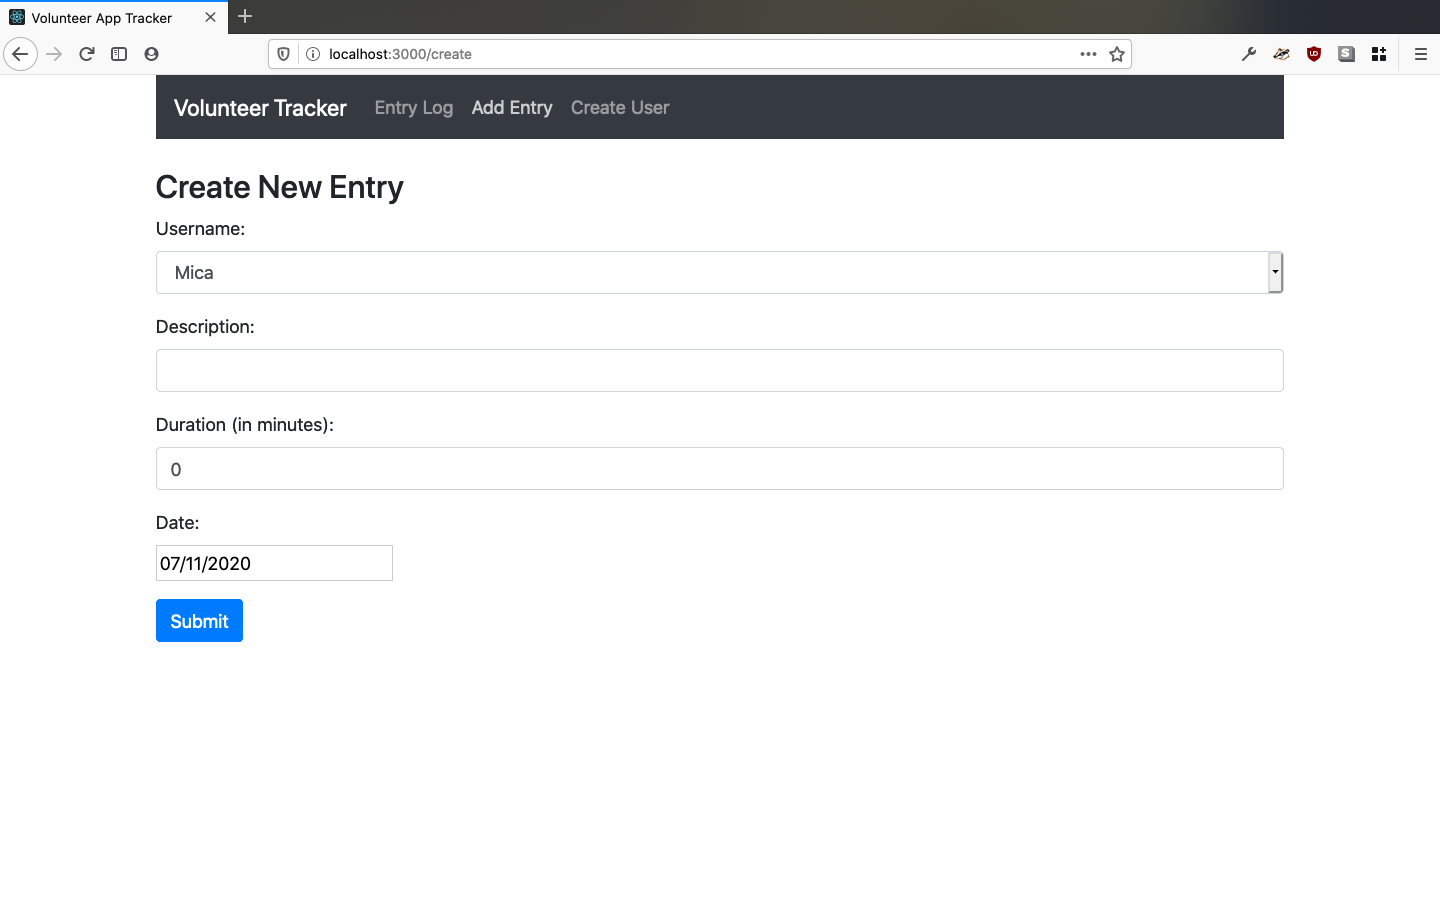 Volunteer App Tracker
localhost:3000/create
Volunteer Tracker Entry Log Add Entry Create User
Create New Entry
Username:
Mica
Description:
Duration (in minutes):
0
Date:
07/11/2020
Submit